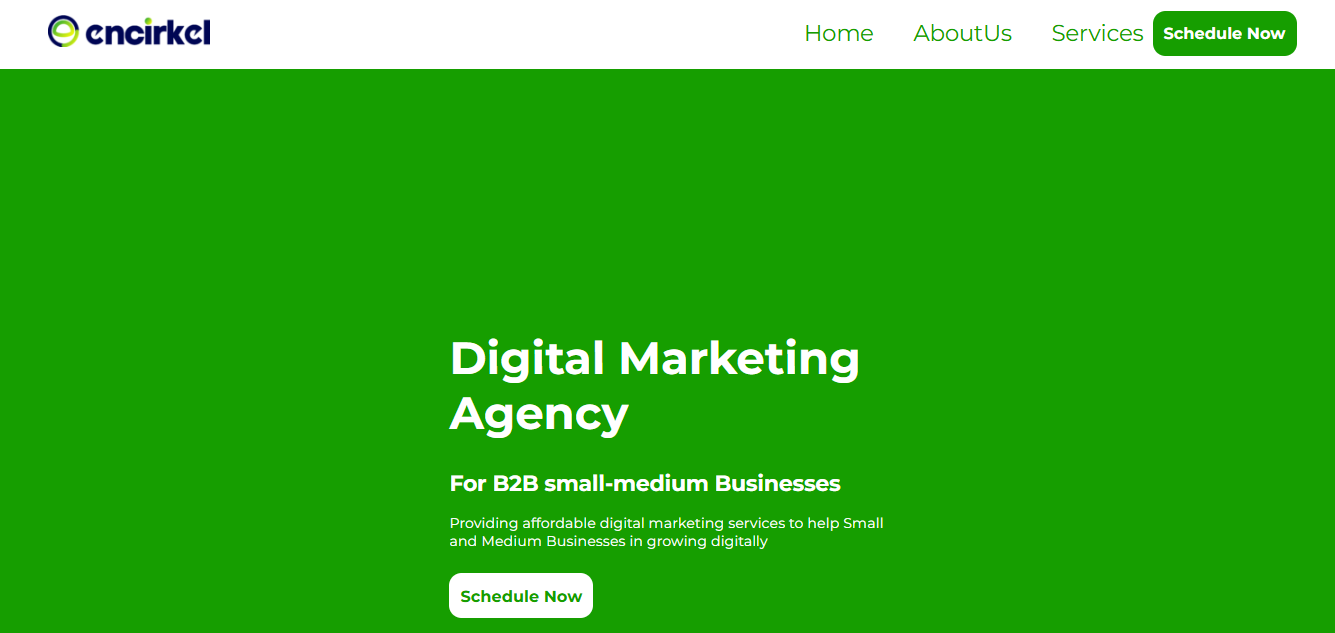 encirkel
Home AboutUs Services Schedule Now
Digital Marketing
Agency
For B2B small-medium Businesses
Providing affordable digital marketing services to help Small
and Medium Businesses in growing digitally
Schedule Now